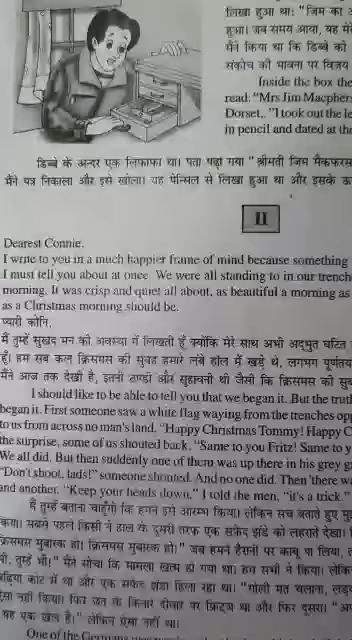 लिखा हुआ था: "जिम का
हुआ। जब समय आया, यह मेरे
मैंने किया था कि डिब्बे को
संकोच की भावना पर विजय
Inside the box the
read: "Mrs Jim Macpher
Dorset,. "I took out the le
in pencil and dated at the
डिब्बे के अन्दर एक लिफाफा था। पता पढ़ा गया " श्रीमती जिम मैकफरस
मैंने पत्र निकाला और इसे खोला। यह पेन्सिल से लिखा हुआ था और इसके ऊ
II
Dearest Connie.
I write to you in a much happier frame of mind because something
I must tell you about at once. We were all standing to in our trench
morning. It was crisp and quiet all about, as beautiful a morning as
as a Christmas morning should be.
प्यारी कोनि,
मैं तुम्हें सुखद मन की अवस्था में लिखती हूँ क्योंकि मेरे साथ अभी अद्भुत घटित
हूँ। हम सब कल क्रिसमस की सुबह हमारे लंबे हॉल में खड़े थे, लगभग पूर्णतय
मैंने आज तक देखी है, इतनी ठण्डी और सुहावनी थी जैसी कि क्रिसमस की सुब
I should like to be able to tell you that we began it. But the truth
began it. First someone saw a white flag waying from the trenches opp
to us from across no man's land. "Happy Christmas Tommy! Happy C
the surprise, some of us shouted back. "Same to you Fritz! Same to y
We all did. But then suddenly one of them was up there in his grey g
"Don't shoot, lads!" someone shouted. And no one did. Then 'there wa
and another. "Keep your heads down," I told the men, "it's a trick."
मैं तुम्हें बताना चाहूँगी कि हमने इसे आरम्भ किया। लेकिन सच बताते हुए मु
किया। सबसे पहले किसी ने हाल के दूसरी तरफ एक सफेद झंडे को लहराते देखा।
क्रिसमस मुबारक हो। क्रिसमस मुबारक हो।" जब हमने हैरानी पर काबू पा लिया,
तुम्हें भी।" मैंने सोचा कि मामला खत्म हो गया था। हम सभी ने किया। लेकि
बढ़िया कोट में था और एक सफेद झंडा हिला रहा था। "गोली मत चलाना, लड़
ऐसा नहीं किया। फिर उन के किनार दीवार पर फ्रिट्ज था और फिर दूसरा। "अप
यह एक खेल है।" लेकिन ऐसा नहीं था।
One of the Germans